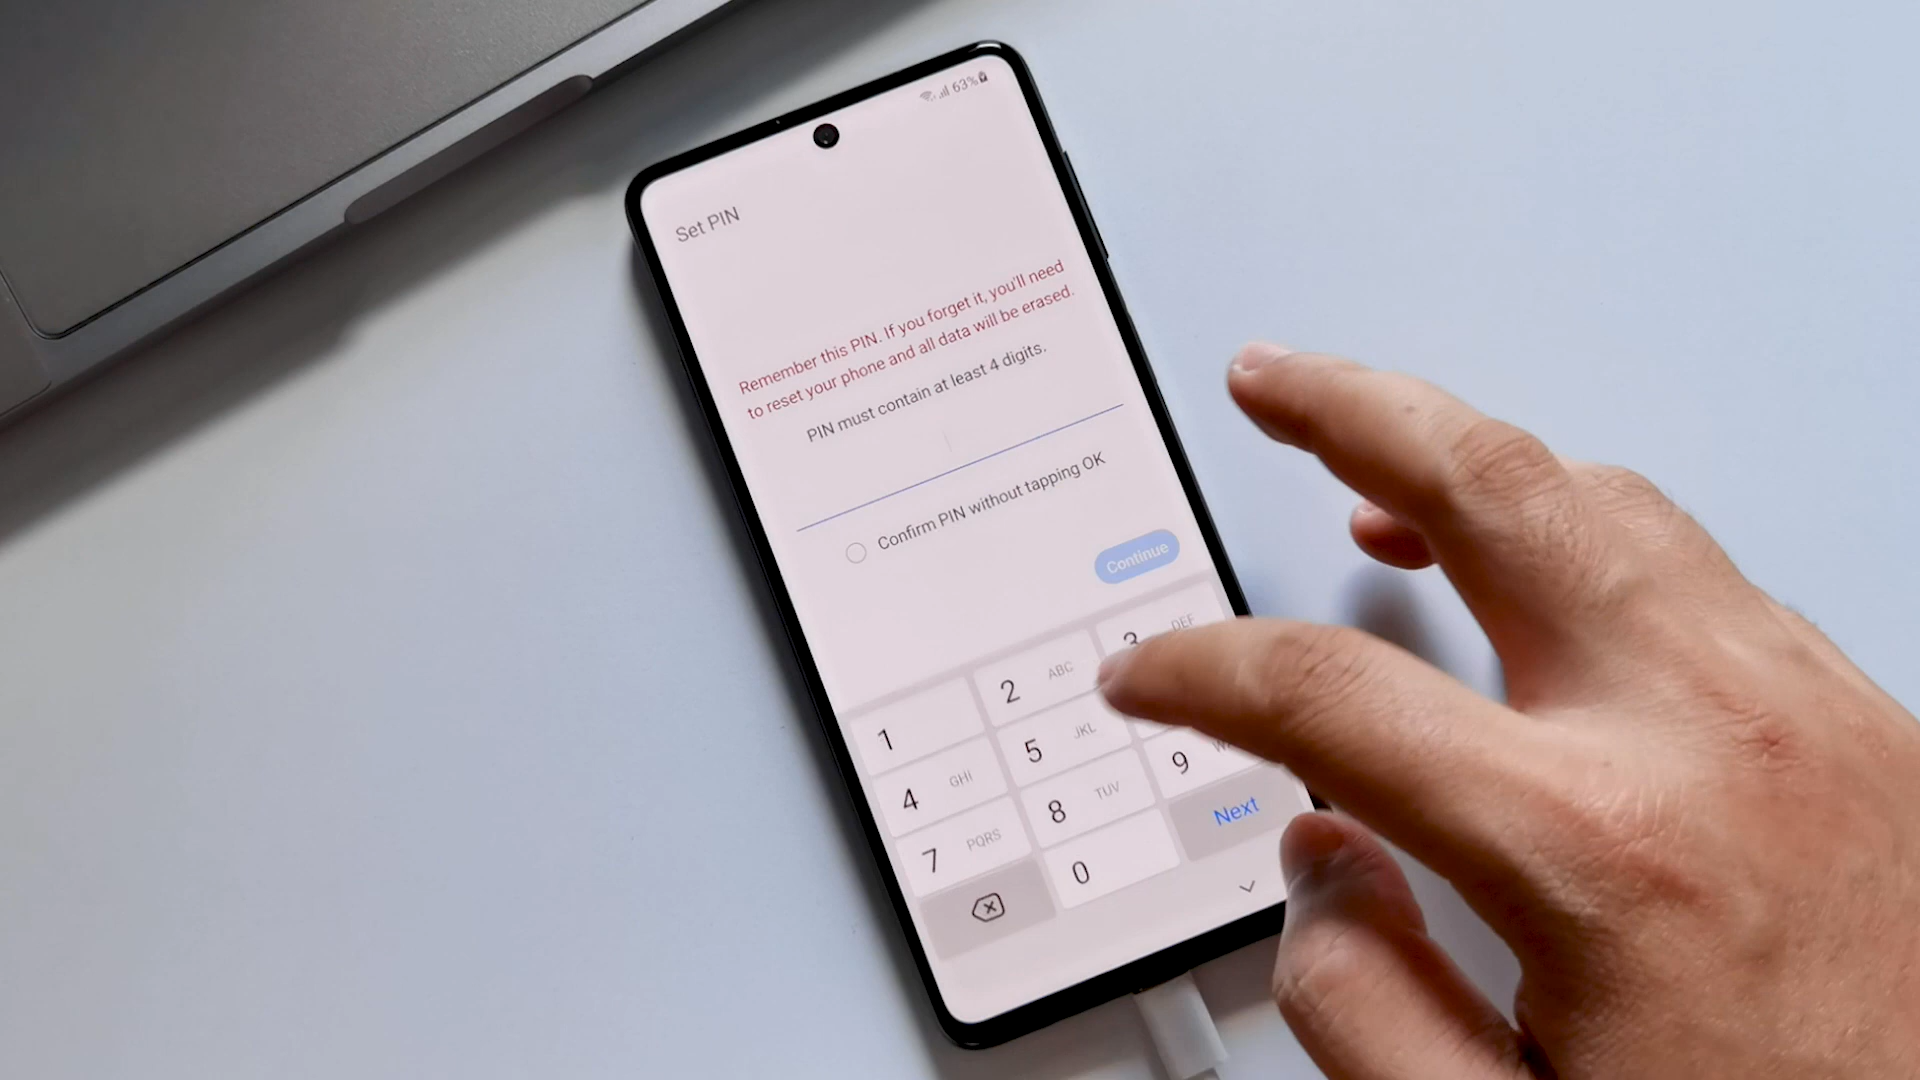 63%
Set PIN
Remember this PIN. If you forget it, you'll need
to reset your phone and all data will be erased.
PIN must contain at least 4 digits.
Confirm PIN without tapping OK
Continue
1
2 ABC
3 DEF
4 GHI
5 JKL
7 PQRS
8 TUV
9
0
Next